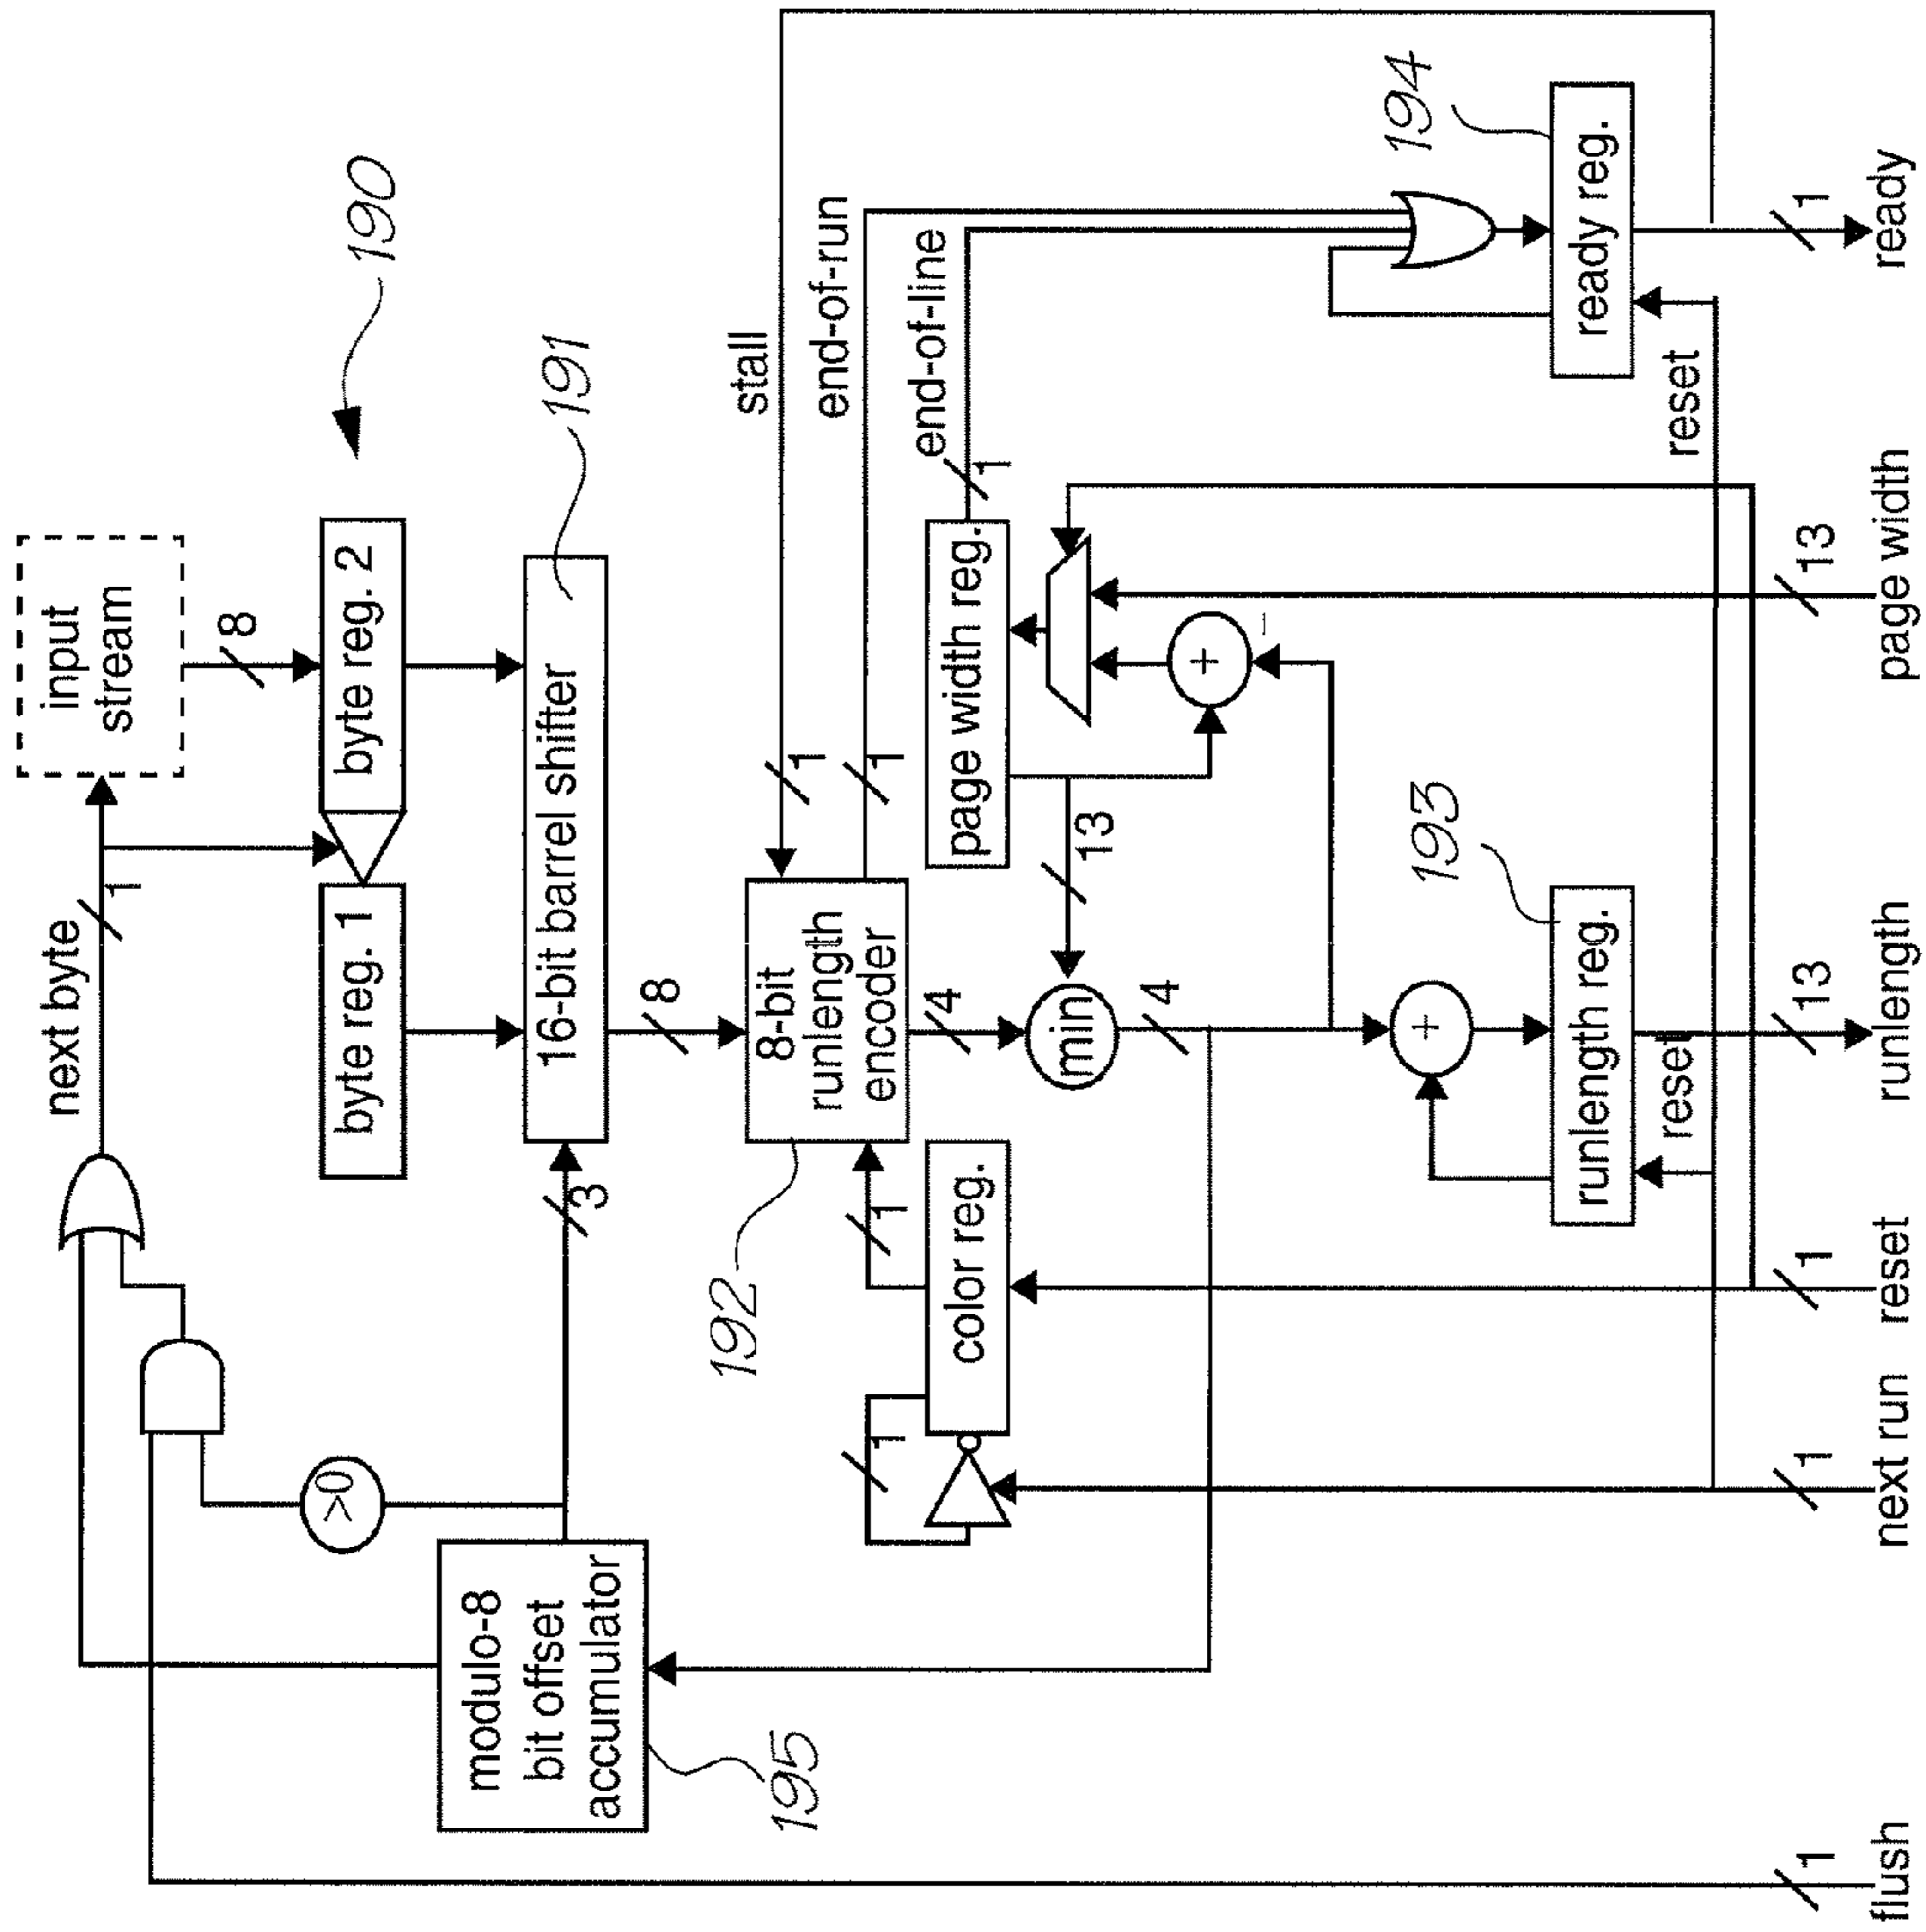 input
stream
next byte
1
8
190
byte reg. 1
byte reg. 2
16-bit barrel shifter
191
3
>0
modulo-8
bit offset
accumulator
195
8
8-bit
runlength
encoder
192
stall
1
end-of-run
1
end-of-line
1
color reg.
1
1
4
min
13
4
page width reg.
+
-
+
runlength reg.
193
reset
ready reg.
194
reset
1
flush
1
next run
1
reset
13
runlength
13
page width
1
ready